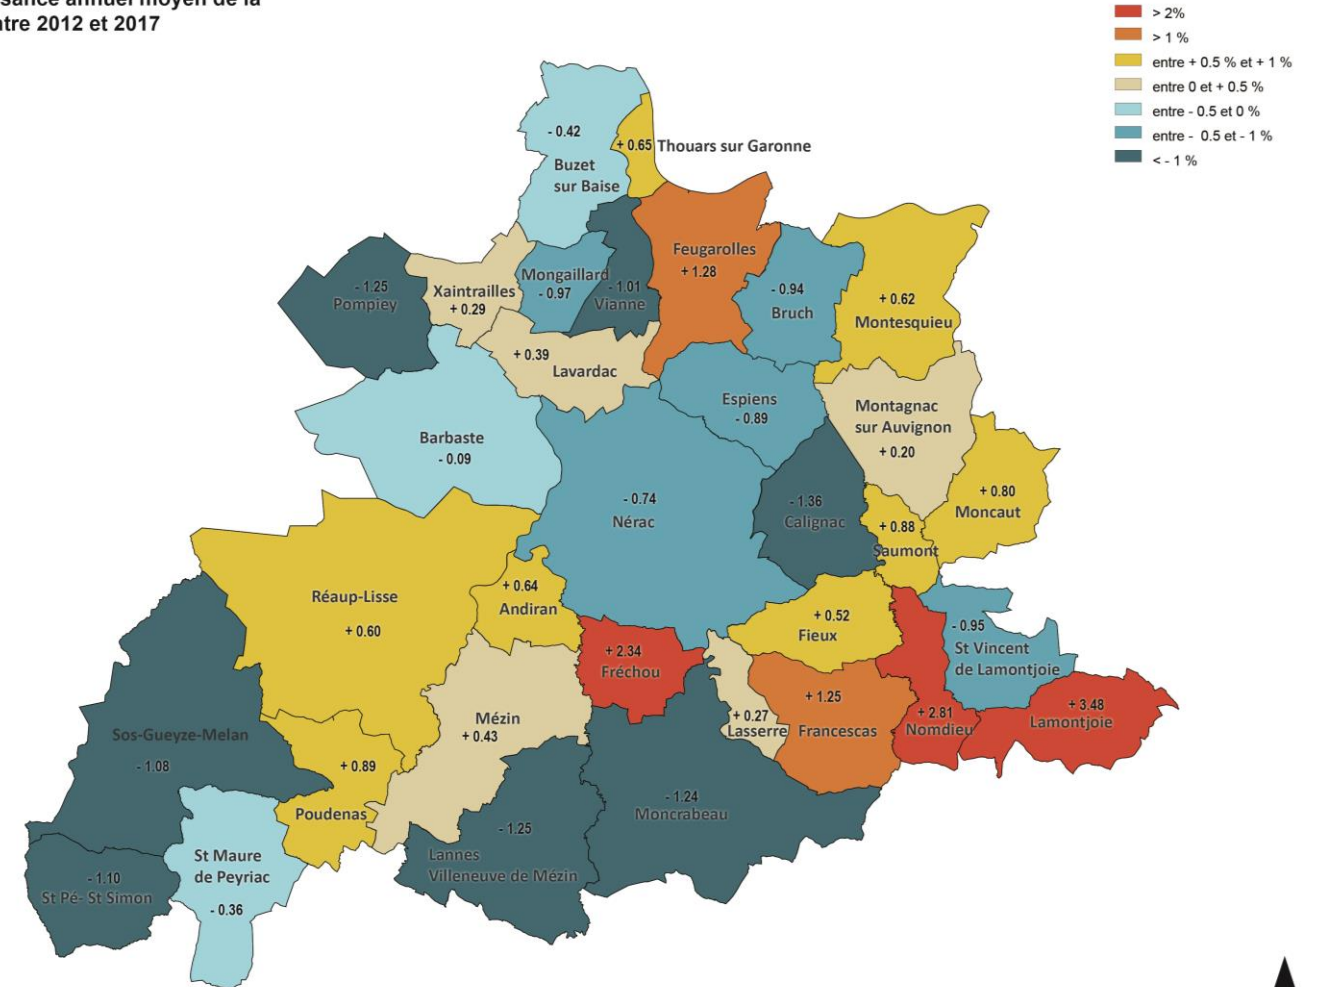 sance annuel moyen de la
ntre 2012 et 2017
> 2%
> 1 %
entre + 0.5 % et + 1 %
entre 0 et + 0.5 %
entre - 0.5 et 0 %
entre - 0.5 et - 1 %
< - 1 %
- 0.42
Buzet
sur Baise
+ 0.65
Thouars sur Garonne
Feugarolles
+ 1.28
- 1.25
Pompiey
Xaintrailles
+ 0.29
Mongaillard
- 0.97
- 1.01
Vianne
- 0.94
Bruch
+ 0.62
Montesquieu
+ 0.39
Lavardac
Espiens
- 0.89
Montagnac
sur Auvignon
+ 0.20
Barbaste
- 0.09
- 0.74
Nérac
- 1.36
Calignac
+ 0.88
Saumont
+ 0.80
Moncaut
Réaup-Lisse
+ 0.60
+ 0.64
Andiran
+ 2.34
Fréchou
+ 0.52
Fieux
- 0.95
St Vincent
de Lamontjoie
Sos-Gueyze-Melan
- 1.08
Mézin
+ 0.43
+ 0.27
Lasserre
+ 1.25
Francescas
+ 2.81
Nomdieu
+ 3.48
Lamontjoie
+ 0.89
Poudenas
- 1.24
Moncrabeau
- 1.25
Lannes
Villeneuve de Mézin
St Maure
de Peyriac
- 0.36
- 1.10
St Pé- St Simon